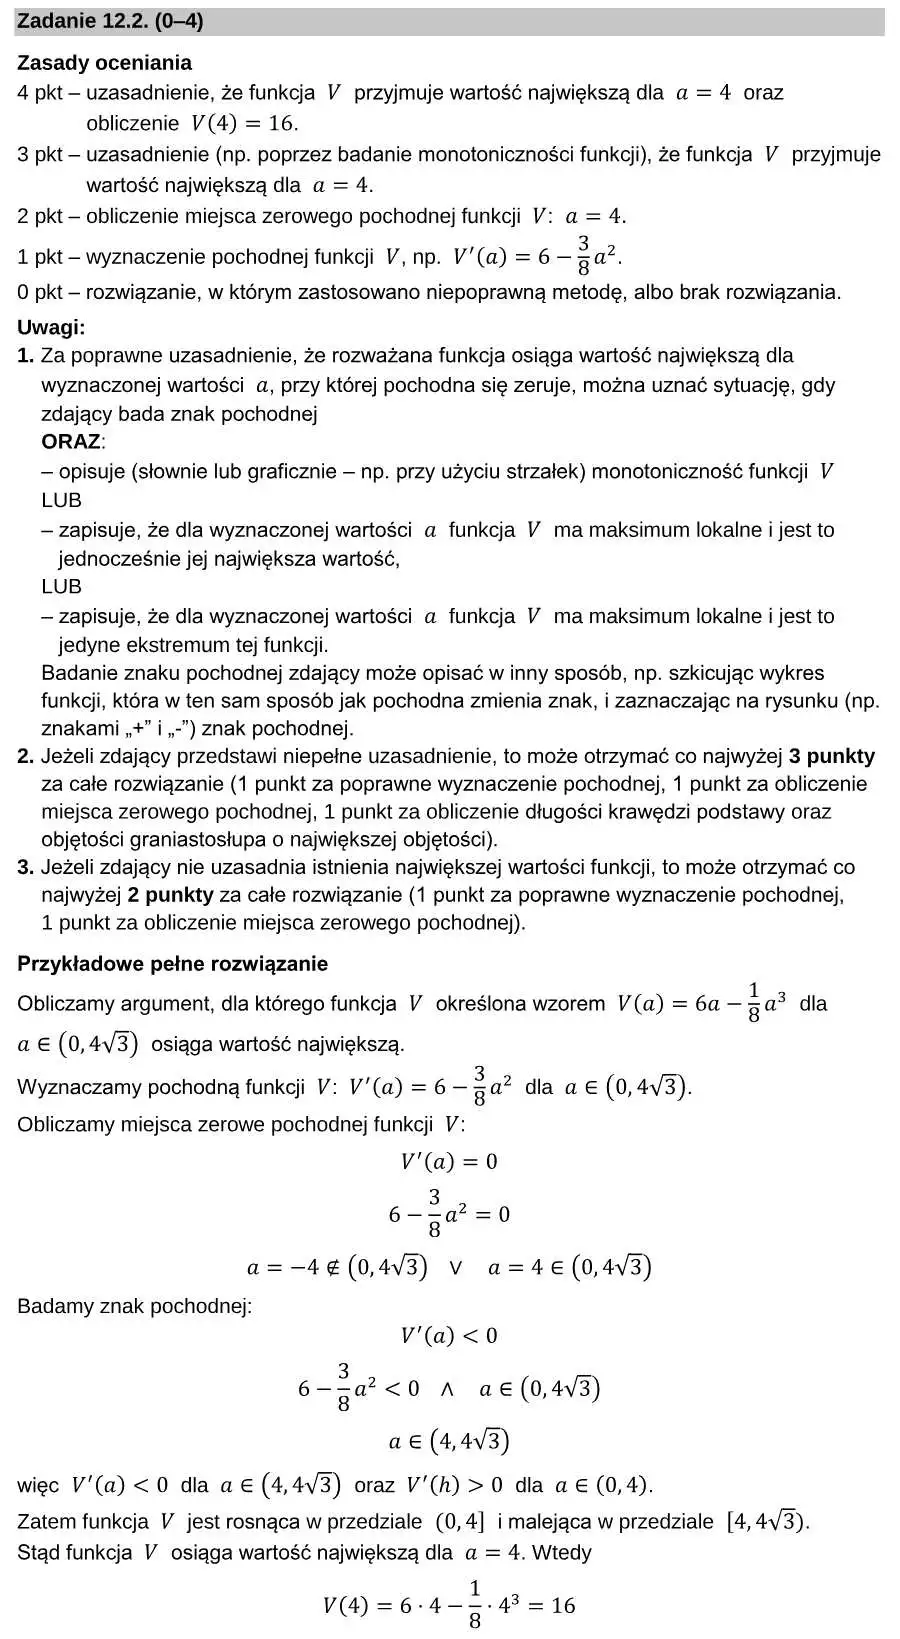 Zadanie 12.2. (0–4)
Zasady oceniania
4 pkt – uzasadnienie, że funkcja V przyjmuje wartość największą dla a = 4 oraz
obliczenie V(4) = 16.
3 pkt – uzasadnienie (np. poprzez badanie monotoniczności funkcji), że funkcja V przyjmuje
wartość największą dla a = 4.
2 pkt – obliczenie miejsca zerowego pochodnej funkcji V: a = 4.
1 pkt – wyznaczenie pochodnej funkcji V, np. V′(a) = 6 − 3/8 a².
0 pkt – rozwiązanie, w którym zastosowano niepoprawną metodę, albo brak rozwiązania.
Uwagi:
1. Za poprawne uzasadnienie, że rozważana funkcja osiąga wartość największą dla
wyznaczonej wartości a, przy której pochodna się zeruje, można uznać sytuację, gdy
zdający bada znak pochodnej
ORAZ:
– opisuje (słownie lub graficznie – np. przy użyciu strzałek) monotoniczność funkcji V
LUB
– zapisuje, że dla wyznaczonej wartości a funkcja V ma maksimum lokalne i jest to
jednocześnie jej największa wartość,
LUB
– zapisuje, że dla wyznaczonej wartości a funkcja V ma maksimum lokalne i jest to
jedyne ekstremum tej funkcji.
Badanie znaku pochodnej zdający może opisać w inny sposób, np. szkicując wykres
funkcji, która w ten sam sposób jak pochodna zmienia znak, i zaznaczając na rysunku (np.
znakami „+” i „-”) znak pochodnej.
2. Jeżeli zdający przedstawi niepełne uzasadnienie, to może otrzymać co najwyżej 3 punkty
za całe rozwiązanie (1 punkt za poprawne wyznaczenie pochodnej, 1 punkt za obliczenie
miejsca zerowego pochodnej, 1 punkt za obliczenie długości krawędzi podstawy oraz
objętości graniastosłupa o największej objętości).
3. Jeżeli zdający nie uzasadnia istnienia największej wartości funkcji, to może otrzymać co
najwyżej 2 punkty za całe rozwiązanie (1 punkt za poprawne wyznaczenie pochodnej,
1 punkt za obliczenie miejsca zerowego pochodnej).
Przykładowe pełne rozwiązanie
Obliczamy argument, dla którego funkcja V określona wzorem V(a) = 6a − 1/8 a³ dla
a ∈ (0, 4√3) osiąga wartość największą.
Wyznaczamy pochodną funkcji V: V′(a) = 6 − 3/8 a² dla a ∈ (0, 4√3).
Obliczamy miejsca zerowe pochodnej funkcji V:
V′(a) = 0
6 − 3/8 a² = 0
a = −4 ∉ (0, 4√3) ∨ a = 4 ∈ (0, 4√3)
Badamy znak pochodnej:
V′(a) < 0
6 − 3/8 a² < 0 ∧ a ∈ (0, 4√3)
a ∈ (4, 4√3)
więc V′(a) < 0 dla a ∈ (4, 4√3) oraz V′(h) > 0 dla a ∈ (0, 4).
Zatem funkcja V jest rosnąca w przedziale (0, 4] i malejąca w przedziale [4, 4√3).
Stąd funkcja V osiąga wartość największą dla a = 4. Wtedy
V(4) = 6 · 4 − 1/8 · 4³ = 16